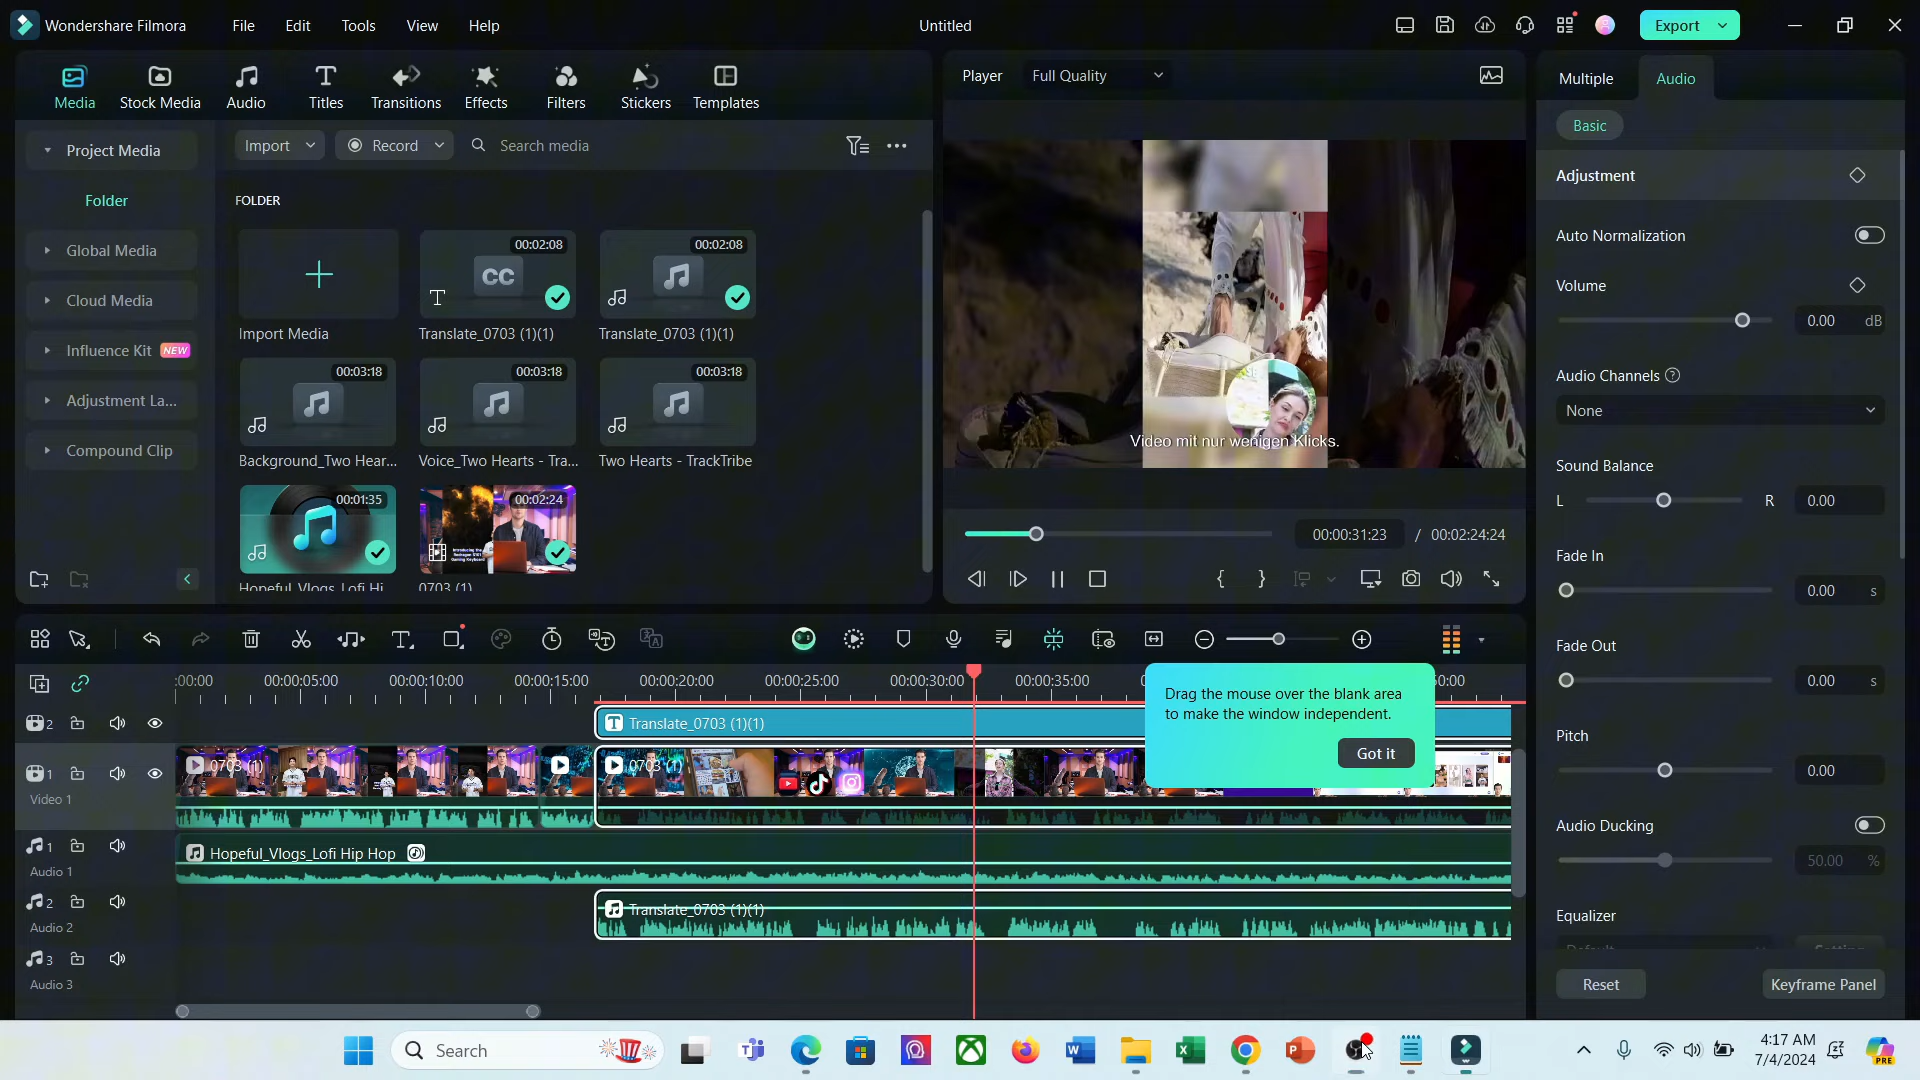 Wondershare Filmora
File
Edit
Tools
View
Help
Untitled
Export
Media
Stock Media
Audio
Titles
Transitions
Effects
Filters
Stickers
Templates
Project Media
Folder
Global Media
Cloud Media
Influence Kit NEW
Adjustment La...
Compound Clip
Import
Record
Search media
FOLDER
Import Media
00:02:08
CC
Translate_0703 (1)(1)
00:02:08
Translate_0703 (1)(1)
00:03:18
Background_Two Hear...
00:03:18
Voice_Two Hearts - Tra...
00:03:18
Two Hearts - TrackTribe
00:01:35
Hopeful_Vlogs_Lofi Hi
00:02:24
0703 (1)
Player
Full Quality
Video mit nur wenigen Klicks.
00:00:31:23 / 00:02:24:24
Multiple
Audio
Basic
Adjustment
Auto Normalization
Volume
0.00 dB
Audio Channels
None
Sound Balance
L R 0.00
Fade In
0.00 s
Fade Out
0.00 s
Pitch
0.00
Audio Ducking
50.00 %
Equalizer
Reset
Keyframe Panel
:00:00 00:00:05:00 00:00:10:00 00:00:15:00 00:00:20:00 00:00:25:00 00:00:30:00 00:00:35:00 50:00
Drag the mouse over the blank area
to make the window independent.
Got it
2
Translate_0703 (1)(1)
1
Video 1
0703 (1)
0703 (1)
1
Audio 1
Hopeful_Vlogs_Lofi Hip Hop
2
Audio 2
Translate_0703 (1)(1)
3
Audio 3
Search
4:17 AM
7/4/2024
PRE